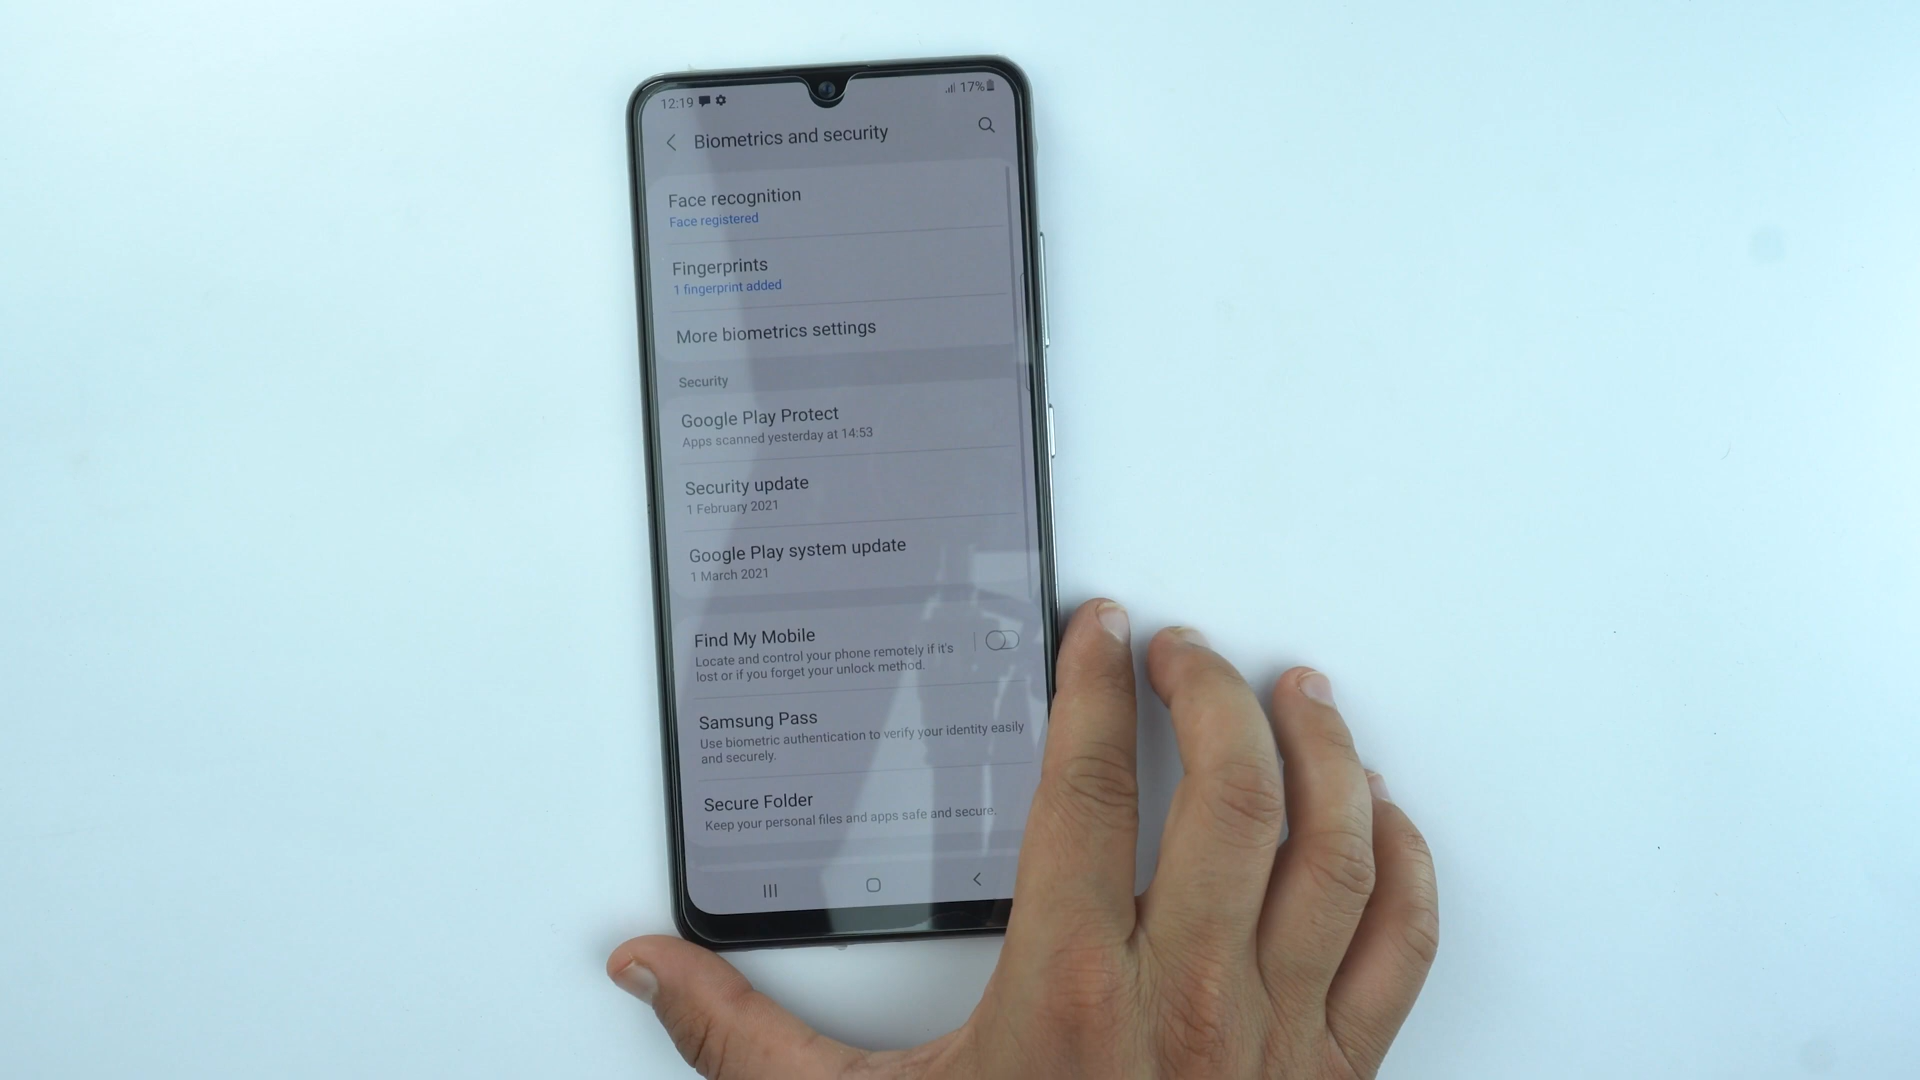 12:19
17%
Biometrics and security
Face recognition
Face registered
Fingerprints
1 fingerprint added
More biometrics settings
Security
Google Play Protect
Apps scanned yesterday at 14:53
Security update
1 February 2021
Google Play system update
1 March 2021
Find My Mobile
Locate and control your phone remotely if it's
lost or if you forget your unlock method.
Samsung Pass
Use biometric authentication to verify your identity easily
and securely.
Secure Folder
Keep your personal files and apps safe and secure.